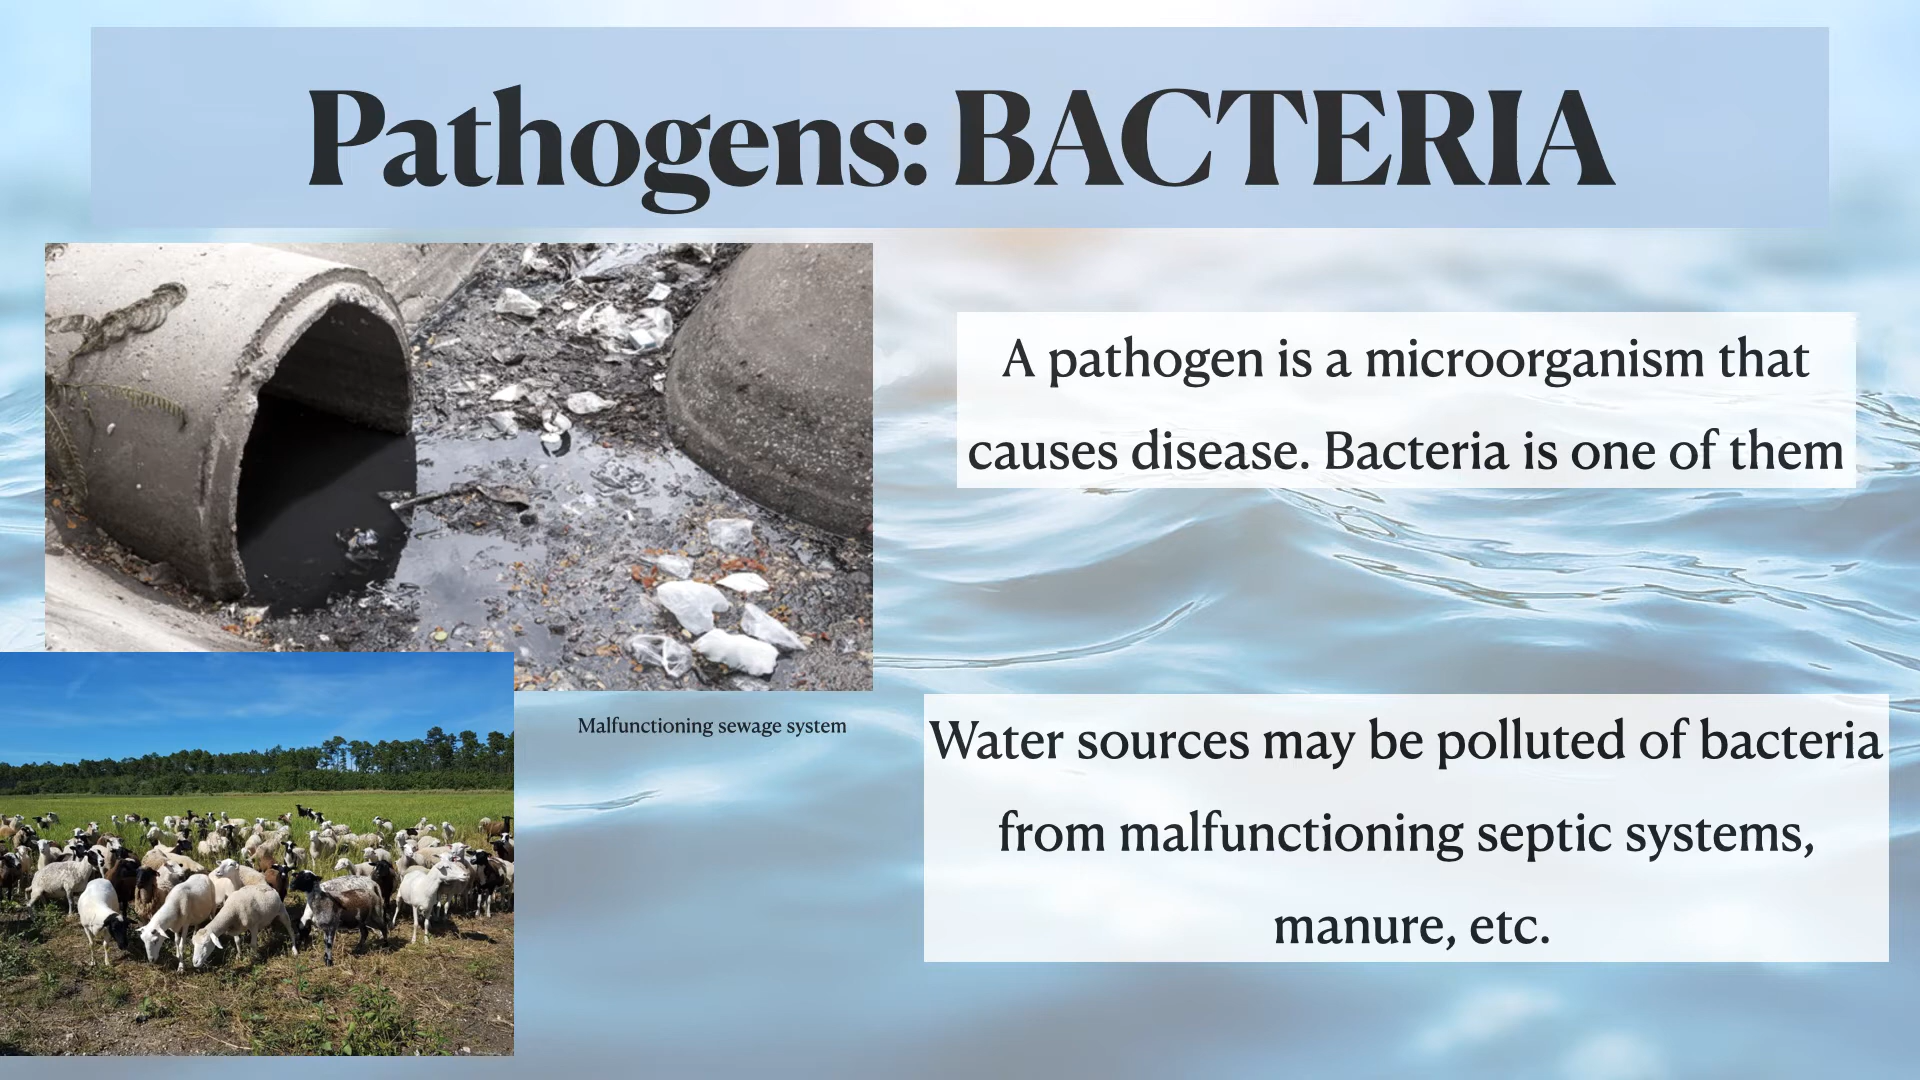 Pathogens: BACTERIA
A pathogen is a microorganism that
causes disease. Bacteria is one of them
Malfunctioning sewage system
Water sources may be polluted of bacteria
from malfunctioning septic systems,
manure, etc.